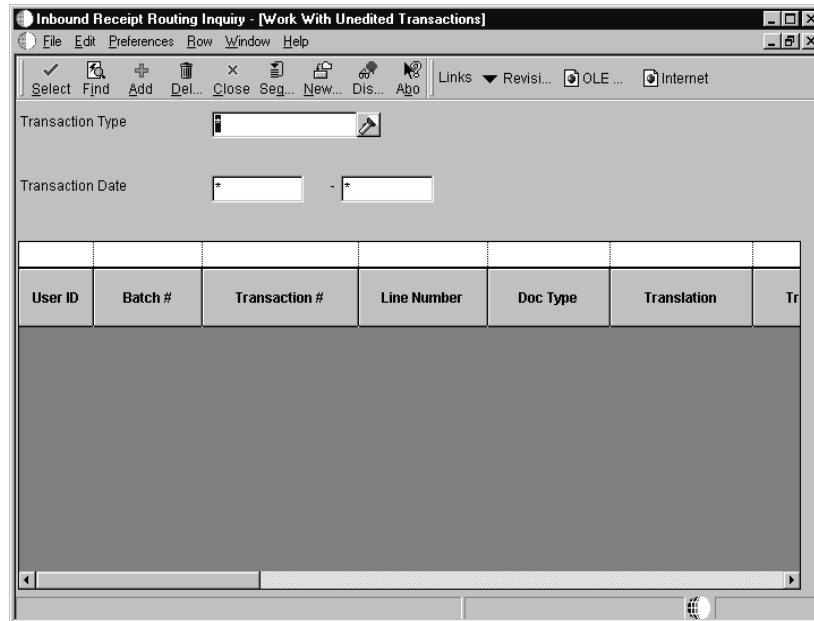 Inbound Receipt Routing Inquiry - [Work With Unedited Transactions]
File Edit Preferences Row Window Help
Select Find Add Del... Close Seq... New... Dis... Abo Links Revisi... OLE ... Internet
Transaction Type *
Transaction Date * - *
User ID Batch # Transaction # Line Number Doc Type Translation Tr